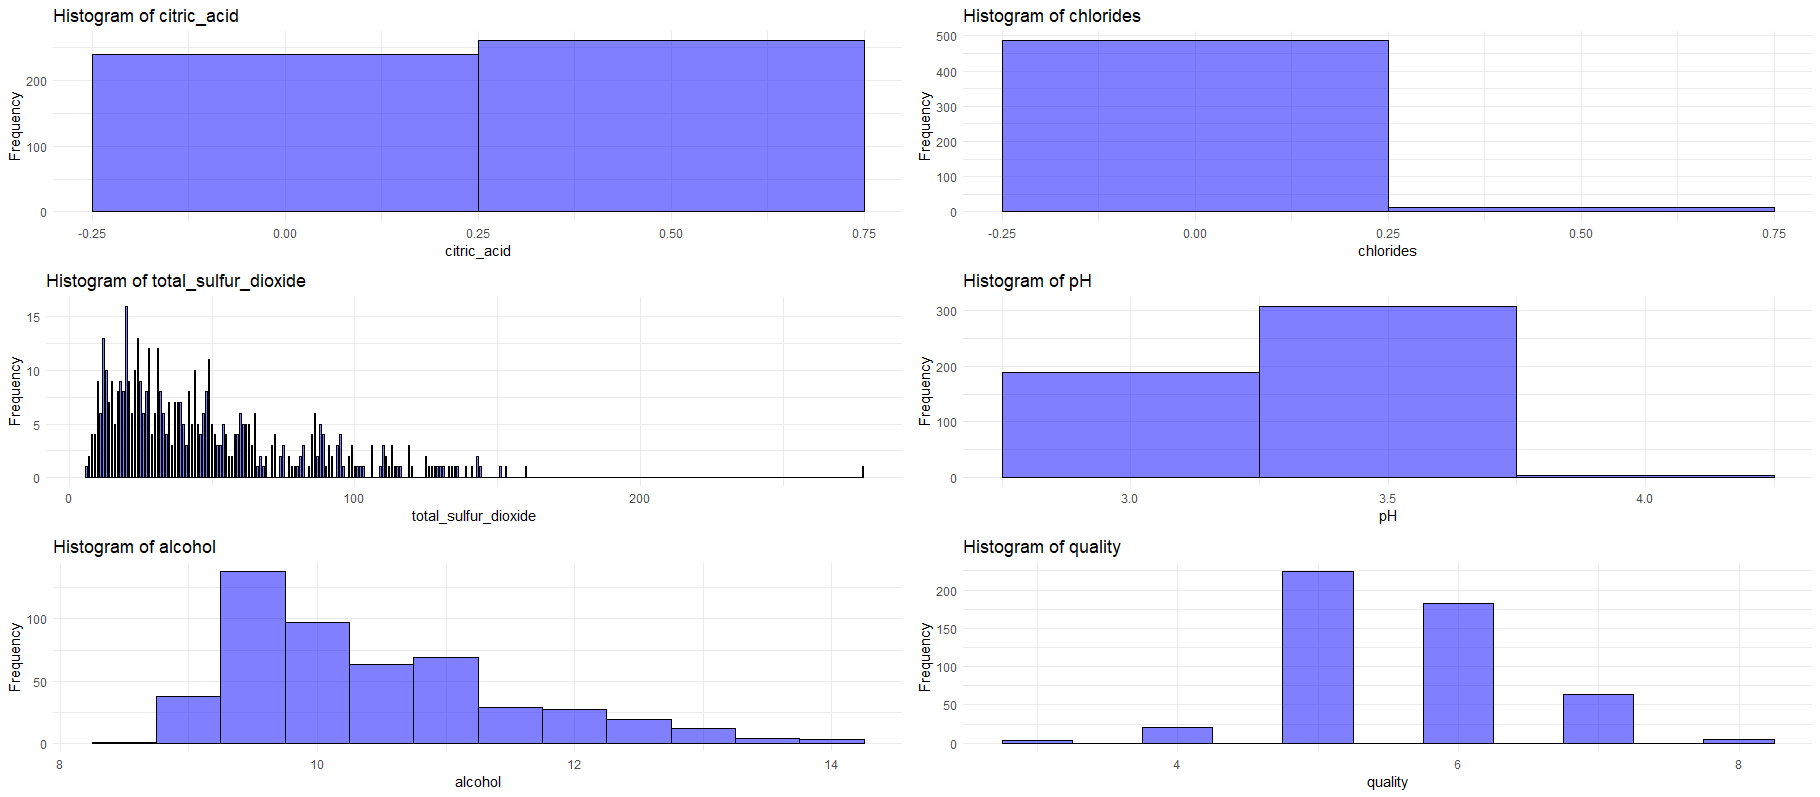 Histogram of citric_acid
Frequency
200
100
0
-0.25 0.00 0.25 0.50 0.75
citric_acid
Histogram of chlorides
Frequency
500
400
300
200
100
0
-0.25 0.00 0.25 0.50 0.75
chlorides
Histogram of total_sulfur_dioxide
Frequency
15
10
5
0
0 100 200
total_sulfur_dioxide
Histogram of pH
Frequency
300
200
100
0
3.0 3.5 4.0
pH
Histogram of alcohol
Frequency
100
50
0
8 10 12 14
alcohol
Histogram of quality
Frequency
200
150
100
50
0
4 6 8
quality